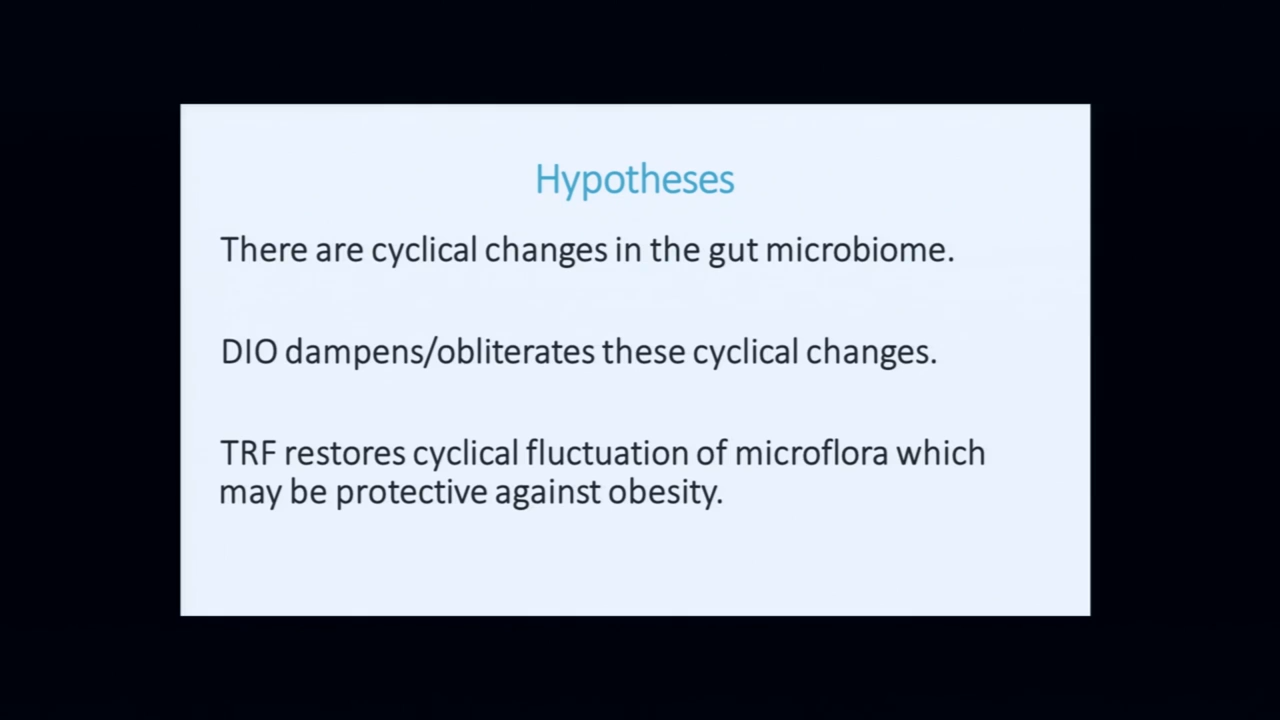 Hypotheses
There are cyclical changes in the gut microbiome.
DIO dampens/obliterates these cyclical changes.
TRF restores cyclical fluctuation of microflora which
may be protective against obesity.